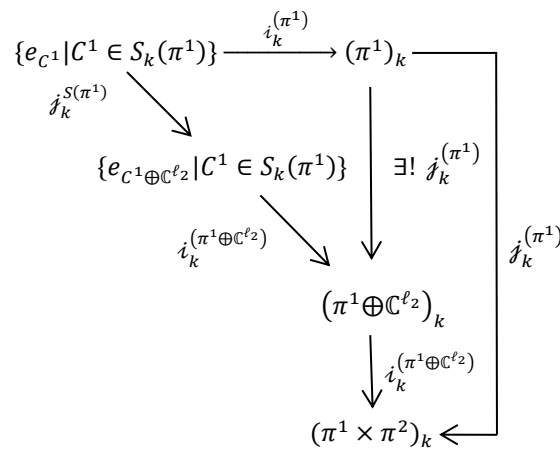 i_k^{(π^1)}
{e_{C^1}|C^1 ∈ S_k(π^1)} (π^1)_k
j_k^{S(π^1)}
{e_{C^1⊕ℂ^{ℓ_2}}|C^1 ∈ S_k(π^1)} ∃! j_k^{(π^1)}
i_k^{(π^1⊕ℂ^{ℓ_2})} j_k^{(π^1)}
(π^1⊕ℂ^{ℓ_2})_k
i_k^{(π^1⊕ℂ^{ℓ_2})}
(π^1 × π^2)_k